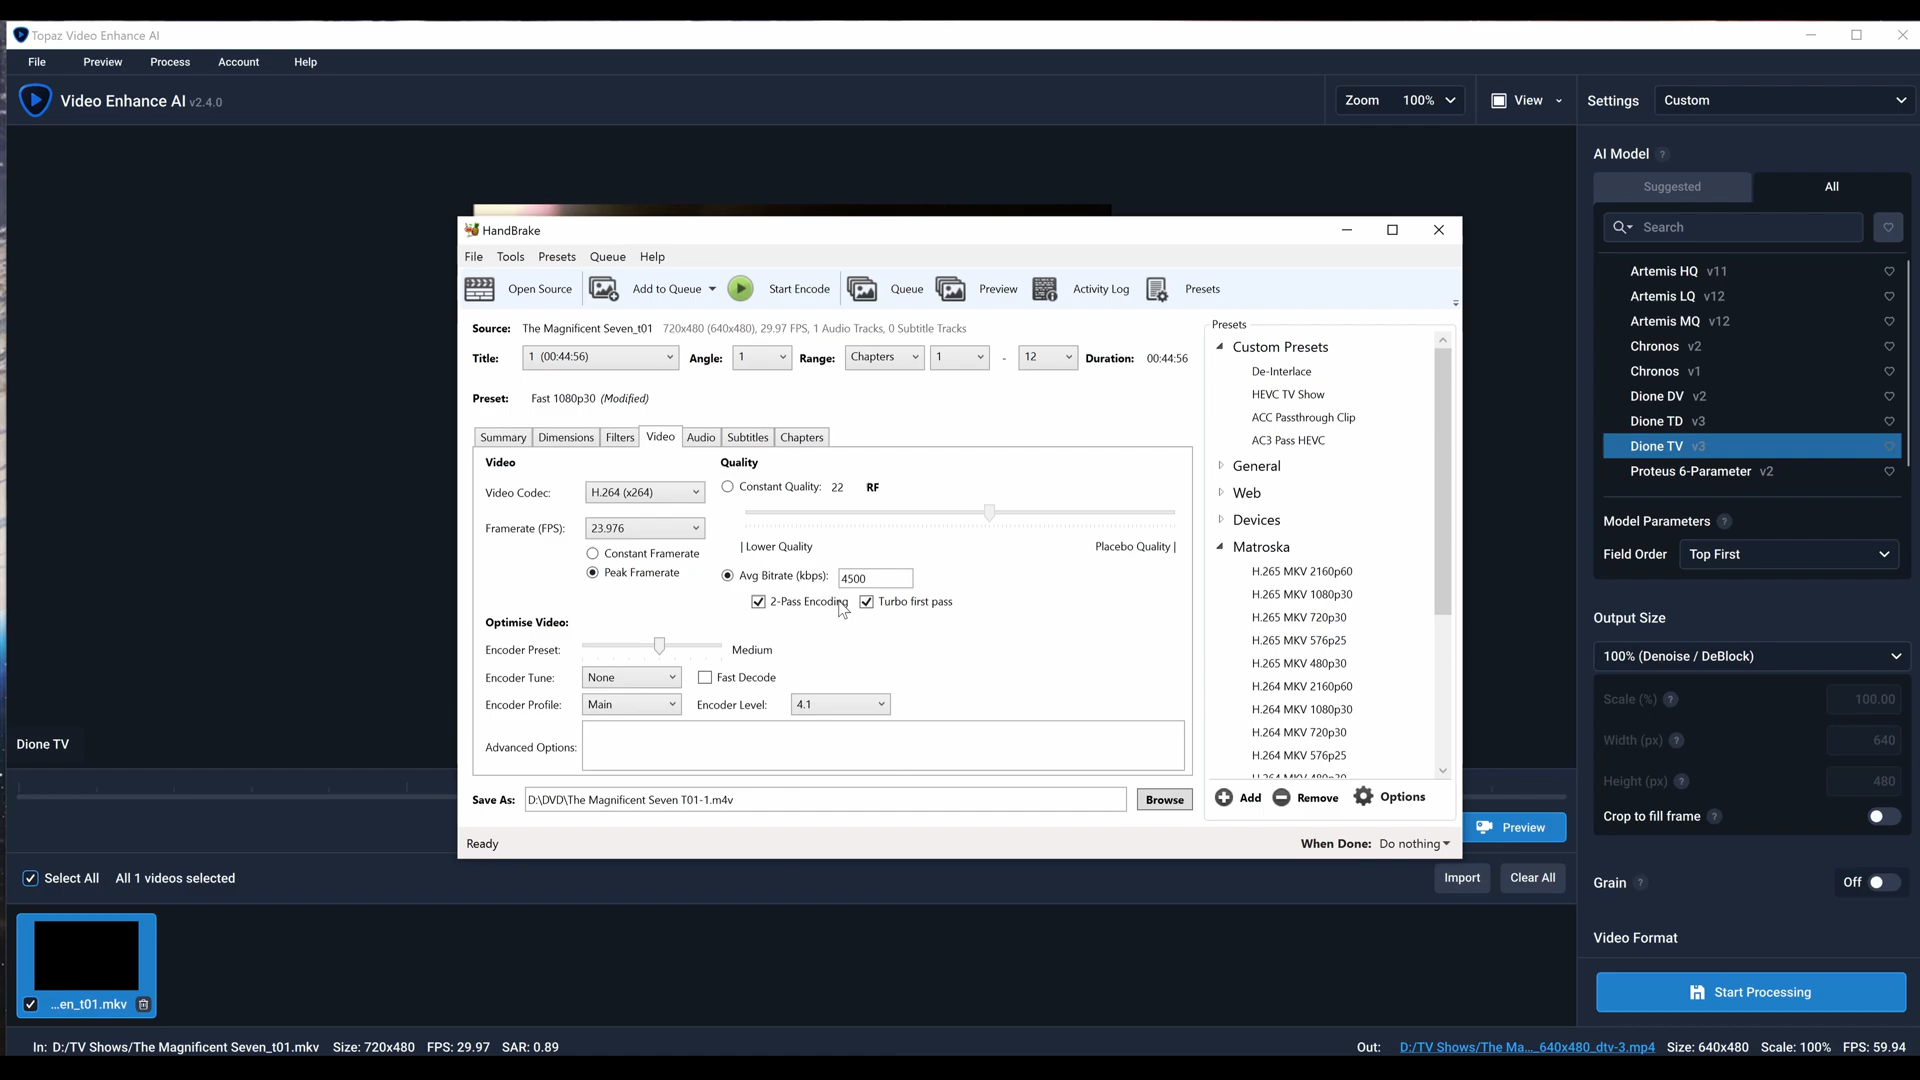 Topaz Video Enhance AI
File Preview Process Account Help
Video Enhance AI v2.4.0
Zoom 100% View Settings Custom
AI Model ?
Suggested All
Search
Artemis HQ v11
Artemis LQ v12
Artemis MQ v12
Chronos v2
Chronos v1
Dione DV v2
Dione TD v3
Dione TV v3
Proteus 6-Parameter v2
Model Parameters ?
Field Order Top First
Output Size
100% (Denoise / DeBlock)
Scale (%) ? 100.00
Width (px) ? 640
Height (px) ? 480
Crop to fill frame ?
Grain ? Off
Video Format
Start Processing
HandBrake
File Tools Presets Queue Help
Open Source Add to Queue Start Encode Queue Preview Activity Log Presets
Source: The Magnificent Seven_t01 720x480 (640x480), 29.97 FPS, 1 Audio Tracks, 0 Subtitle Tracks
Title: 1 (00:44:56) Angle: 1 Range: Chapters 1 - 12 Duration: 00:44:56
Preset: Fast 1080p30 (Modified)
Summary Dimensions Filters Video Audio Subtitles Chapters
Video
Video Codec: H.264 (x264)
Framerate (FPS): 23.976
Constant Framerate
Peak Framerate
Quality
Constant Quality: 22 RF
| Lower Quality Placebo Quality |
Avg Bitrate (kbps): 4500
2-Pass Encoding Turbo first pass
Optimise Video:
Encoder Preset: Medium
Encoder Tune: None Fast Decode
Encoder Profile: Main Encoder Level: 4.1
Advanced Options:
Save As: D:\DVD\The Magnificent Seven T01-1.m4v Browse
Presets
Custom Presets
De-Interlace
HEVC TV Show
ACC Passthrough Clip
AC3 Pass HEVC
General
Web
Devices
Matroska
H.265 MKV 2160p60
H.265 MKV 1080p30
H.265 MKV 720p30
H.265 MKV 576p25
H.265 MKV 480p30
H.264 MKV 2160p60
H.264 MKV 1080p30
H.264 MKV 720p30
H.264 MKV 576p25
H.264 MKV 480p30
Add Remove Options
Ready When Done: Do nothing
Dione TV
Preview
Select All All 1 videos selected Import Clear All
...en_t01.mkv
In: D:/TV Shows/The Magnificent Seven_t01.mkv Size: 720x480 FPS: 29.97 SAR: 0.89
Out: D:/TV Shows/The Ma..._640x480_dtv-3.mp4 Size: 640x480 Scale: 100% FPS: 59.94